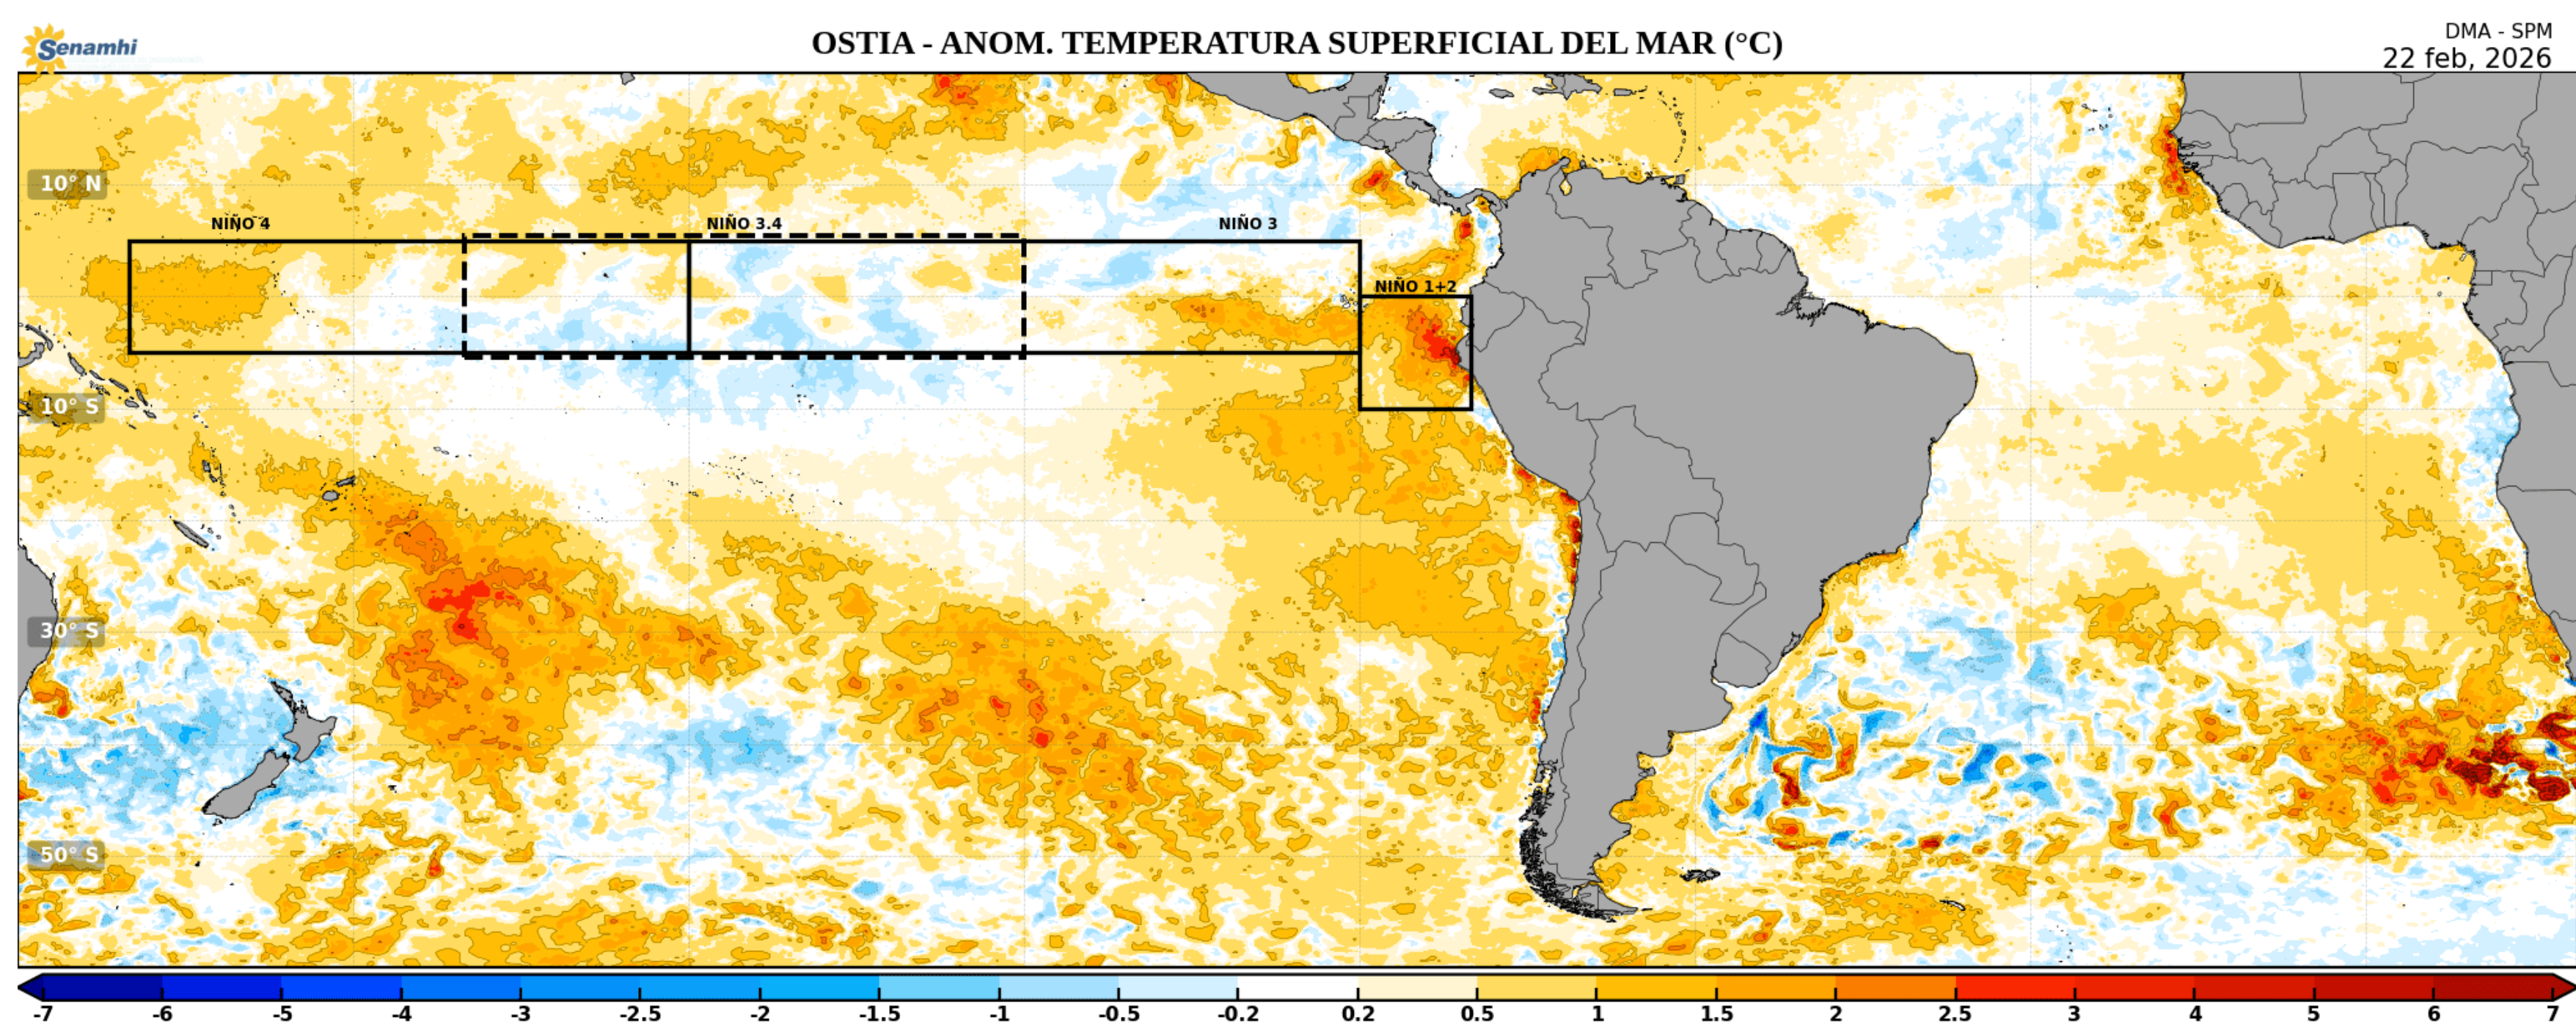 Senamhi
OSTIA - ANOM. TEMPERATURA SUPERFICIAL DEL MAR (°C)
DMA - SPM
22 feb, 2026
10° N
NIÑO 4
NIÑO 3.4
NIÑO 3
NIÑO 1+2
10° S
30° S
50° S
-7 -6 -5 -4 -3 -2.5 -2 -1.5 -1 -0.5 -0.2 0.2 0.5 1 1.5 2 2.5 3 4 5 6 7